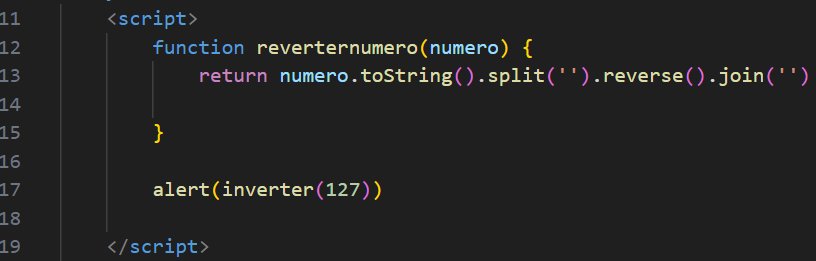 11 <script>
12 function reverternumero(numero) {
13 return numero.toString().split('').reverse().join('')
14
15 }
16
17 alert(inverter(127))
18
19 </script>